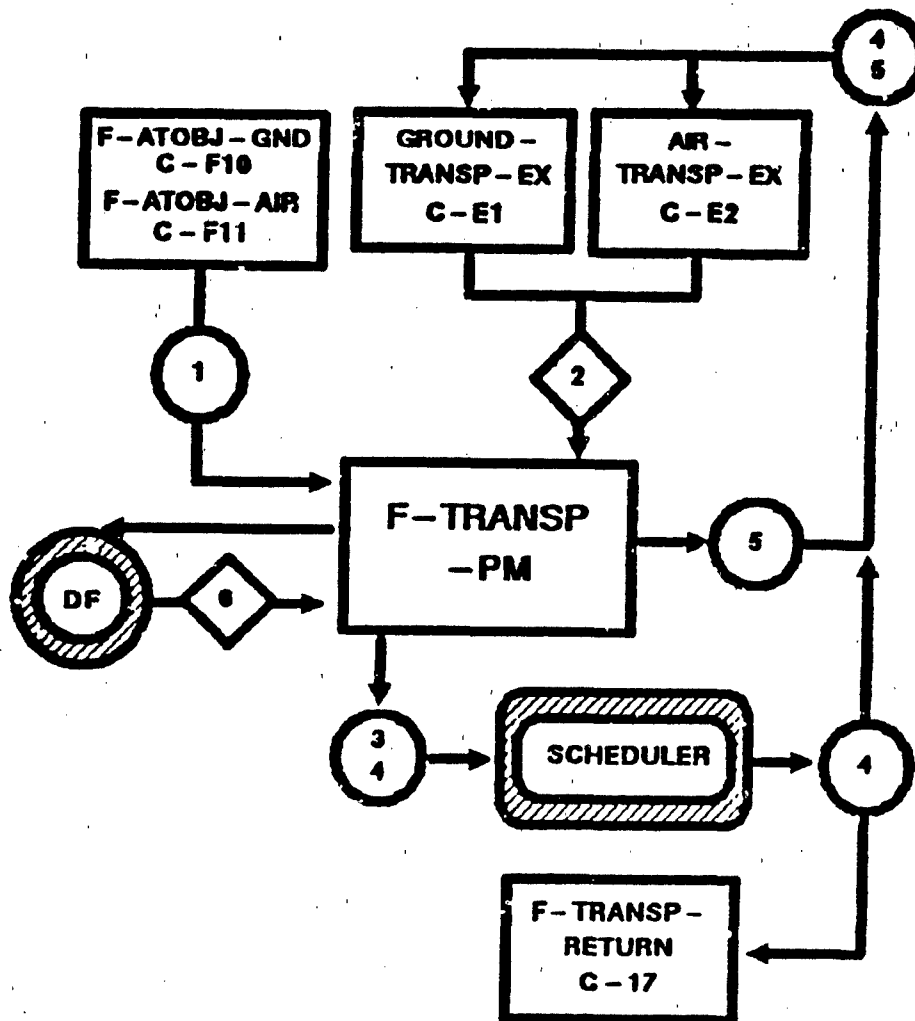 4
5
F-ATOBJ-GND
C-F10
F-ATOBJ-AIR
C-F11
GROUND-
TRANSP-EX
C-E1
AIR-
TRANSP-EX
C-E2
1
2
F-TRANSP
-PM
5
DF
6
3
4
SCHEDULER
4
F-TRANSP-
RETURN
C-17